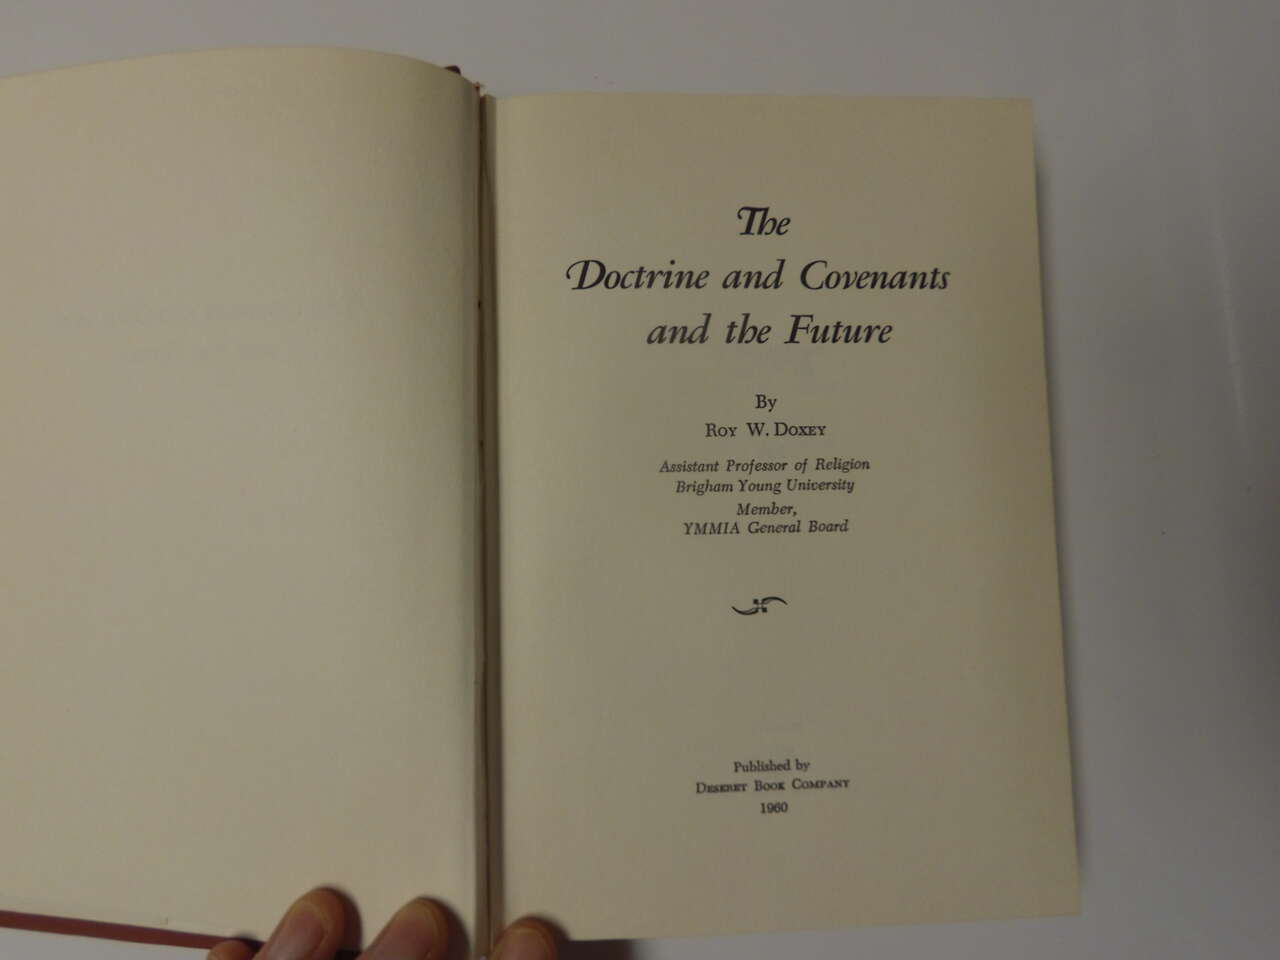 The
Doctrine and Covenants
and the Future
By
Roy W. Doxey
Assistant Professor of Religion
Brigham Young University
Member,
YMMIA General Board
Published by
Deseret Book Company
1960